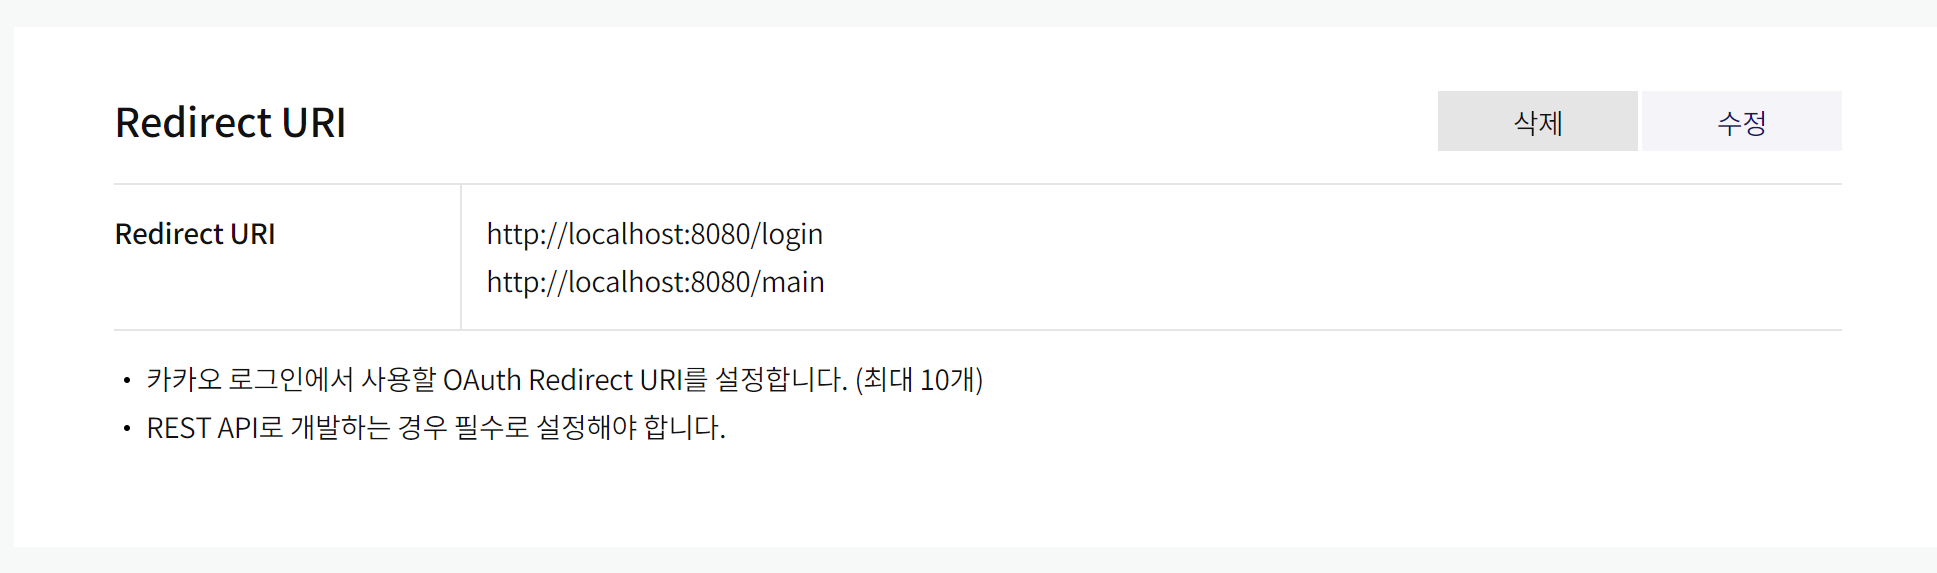 Redirect URI
삭제
수정
Redirect URI
http://localhost:8080/login
http://localhost:8080/main
• 카카오 로그인에서 사용할 OAuth Redirect URI를 설정합니다. (최대 10개)
• REST API로 개발하는 경우 필수로 설정해야 합니다.